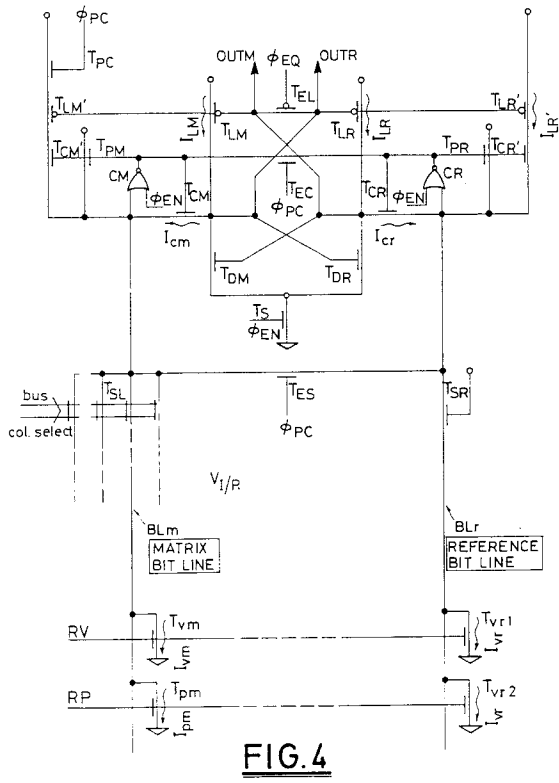 ϕPC
OUTM
ϕEQ
OUTR
TPC
TEL
TLM'
ILM
TLM
TLR
ILR
TLR'
ILR'
TCM'
TPM
TPR
TCR'
CM
TCM
TEC
TCR
CR
ϕEN
ϕPC
ϕEN
Icm
Icr
TDM
TDR
TS
ϕEN
bus
TSL
TES
TSR
col. select
ϕPC
V1/P.
BLm
BLr
MATRIX
BIT LINE
REFERENCE
BIT LINE
RV
Tvm
Ivm
Tvr1
Ivr
RP
Tpm
Ipm
Tvr2
Ivr
FIG.4